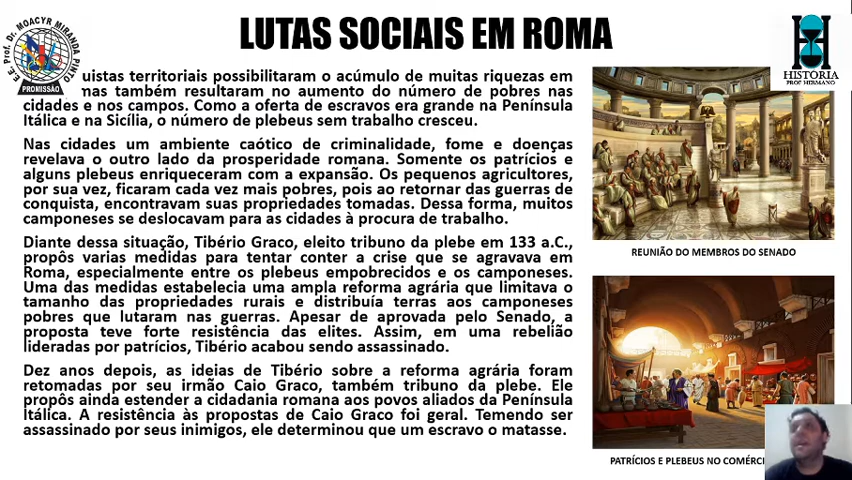 LUTAS SOCIAIS EM ROMA
E.E. Prof. Dr. MOACYR MIRANDA PINTO
PROMISSÃO
HISTORIA
PROF HERMANO
uistas territoriais possibilitaram o acúmulo de muitas riquezas em
mas também resultaram no aumento do número de pobres nas
cidades e nos campos. Como a oferta de escravos era grande na Península
Itálica e na Sicília, o número de plebeus sem trabalho cresceu.
Nas cidades um ambiente caótico de criminalidade, fome e doenças
revelava o outro lado da prosperidade romana. Somente os patrícios e
alguns plebeus enriqueceram com a expansão. Os pequenos agricultores,
por sua vez, ficaram cada vez mais pobres, pois ao retornar das guerras de
conquista, encontravam suas propriedades tomadas. Dessa forma, muitos
camponeses se deslocavam para as cidades à procura de trabalho.
Diante dessa situação, Tibério Graco, eleito tribuno da plebe em 133 a.C.,
propôs varias medidas para tentar conter a crise que se agravava em
Roma, especialmente entre os plebeus empobrecidos e os camponeses.
Uma das medidas estabelecia uma ampla reforma agrária que limitava o
tamanho das propriedades rurais e distribuía terras aos camponeses
pobres que lutaram nas guerras. Apesar de aprovada pelo Senado, a
proposta teve forte resistência das elites. Assim, em uma rebelião
lideradas por patrícios, Tibério acabou sendo assassinado.
Dez anos depois, as ideias de Tibério sobre a reforma agrária foram
retomadas por seu irmão Caio Graco, também tribuno da plebe. Ele
propôs ainda estender a cidadania romana aos povos aliados da Península
Itálica. A resistência às propostas de Caio Graco foi geral. Temendo ser
assassinado por seus inimigos, ele determinou que um escravo o matasse.
REUNIÃO DO MEMBROS DO SENADO
PATRÍCIOS E PLEBEUS NO COMÉRCI